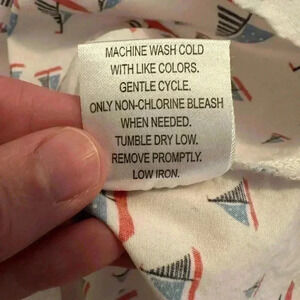 MACHINE WASH COLD
WITH LIKE COLORS.
GENTLE CYCLE.
ONLY NON-CHLORINE BLEASH
WHEN NEEDED.
TUMBLE DRY LOW.
REMOVE PROMPTLY.
LOW IRON.